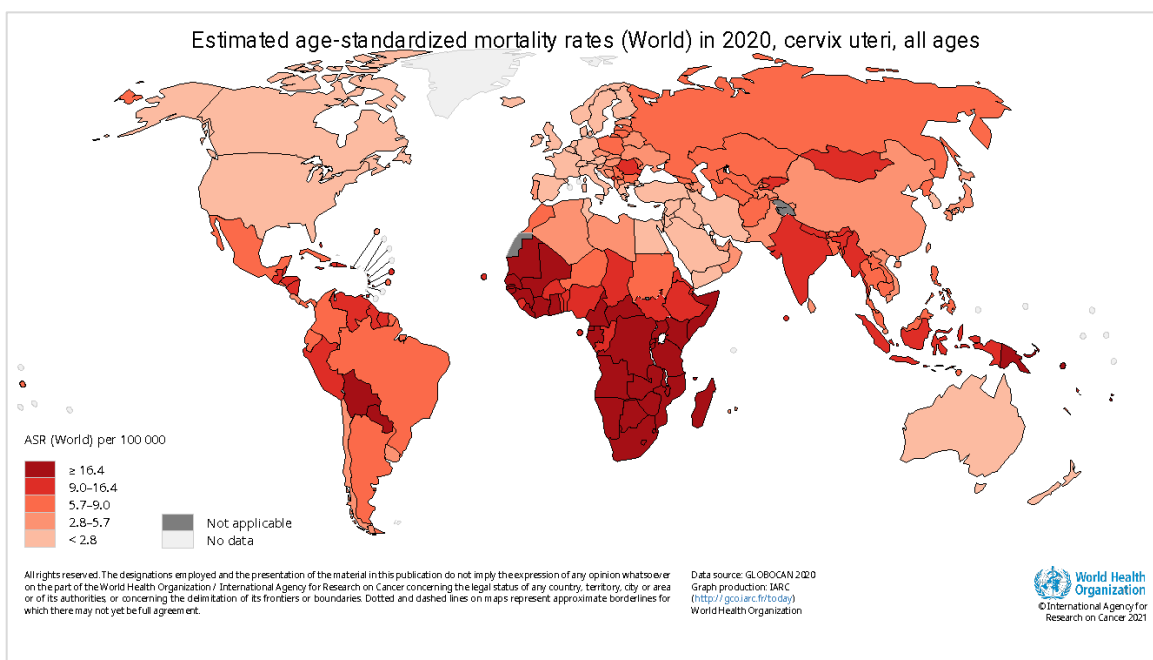 Estimated age-standardized mortality rates (World) in 2020, cervix uteri, all ages
ASR (World) per 100 000
≥ 16.4
9.0–16.4
5.7–9.0
2.8–5.7
< 2.8
Not applicable
No data
All rights reserved. The designations employed and the presentation of the material in this publication do not imply the expression of any opinion whatsoever
on the part of the World Health Organization / International Agency for Research on Cancer concerning the legal status of any country, territory, city or area
or of its authorities, or concerning the delimitation of its frontiers or boundaries. Dotted and dashed lines on maps represent approximate borderlines for
which there may not yet be full agreement.
Data source: GLOBOCAN 2020
Graph production: IARC
(http://gco.iarc.fr/today)
World Health Organization
World Health
Organization
© International Agency for
Research on Cancer 2021